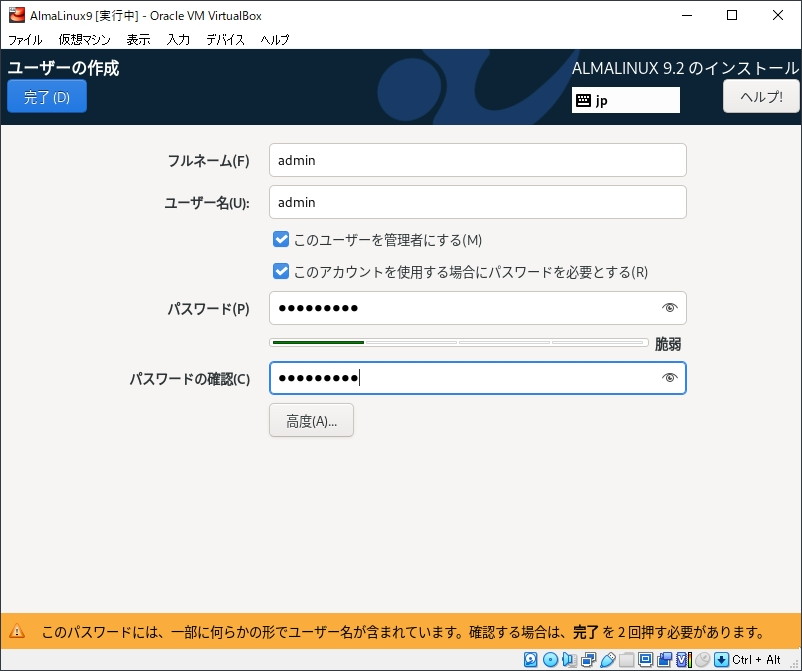 AlmaLinux9 [実行中] - Oracle VM VirtualBox
ファイル 仮想マシン 表示 入力 デバイス ヘルプ
ユーザーの作成
ALMALINUX 9.2 のインストール
完了 (D)
jp
ヘルプ!
フルネーム(F)
admin
ユーザー名(U):
admin
このユーザーを管理者にする(M)
このアカウントを使用する場合にパスワードを必要とする(R)
パスワード(P)
●●●●●●●●●
脆弱
パスワードの確認(C)
●●●●●●●●●
高度(A)...
このパスワードには、一部に何らかの形でユーザー名が含まれています。確認する場合は、完了 を 2 回押す必要があります。
Ctrl + Alt